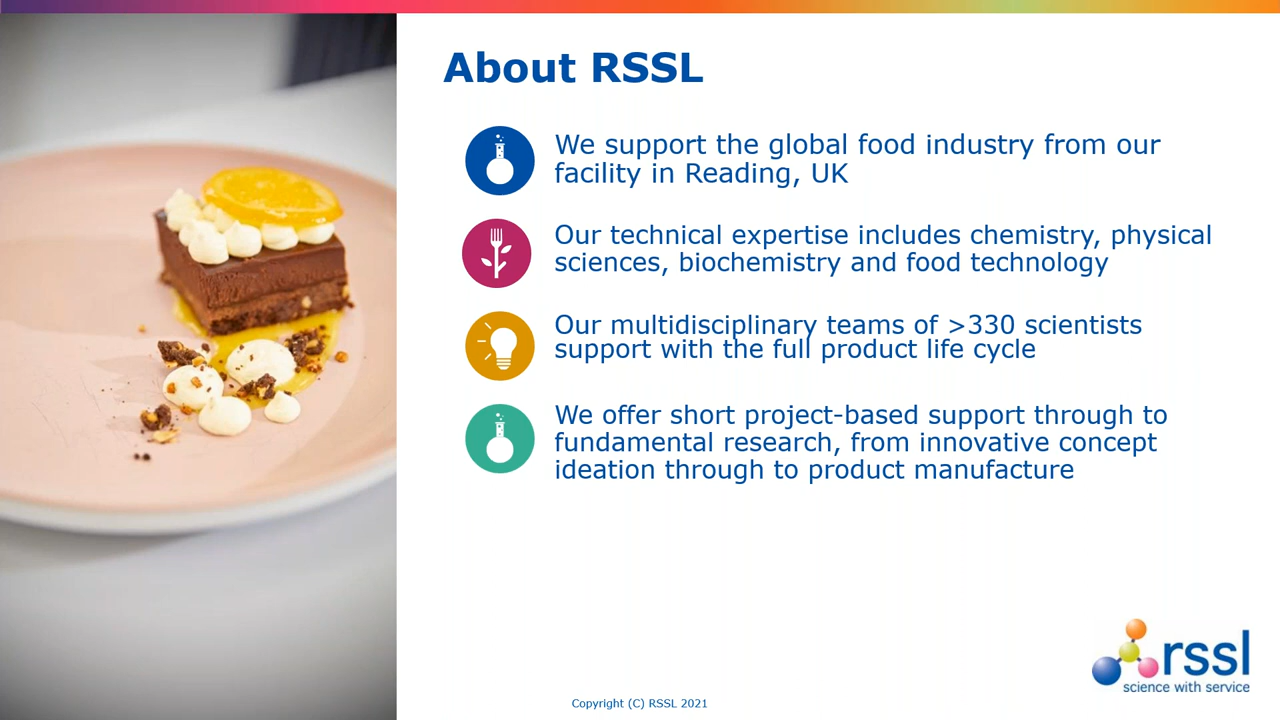 About RSSL
We support the global food industry from our
facility in Reading, UK
Our technical expertise includes chemistry, physical
sciences, biochemistry and food technology
Our multidisciplinary teams of >330 scientists
support with the full product life cycle
We offer short project-based support through to
fundamental research, from innovative concept
ideation through to product manufacture
rssl
science with service
Copyright (C) RSSL 2021